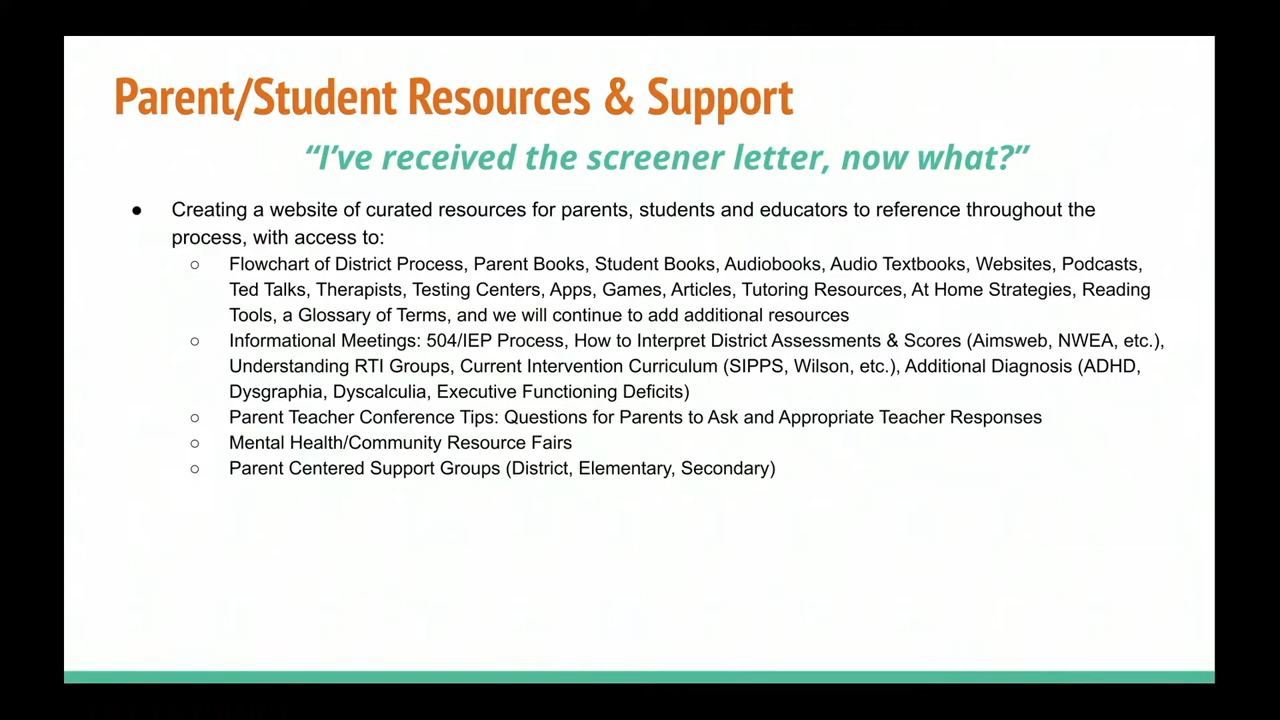 Parent/Student Resources & Support
“I’ve received the screener letter, now what?”
● Creating a website of curated resources for parents, students and educators to reference throughout the
process, with access to:
○ Flowchart of District Process, Parent Books, Student Books, Audiobooks, Audio Textbooks, Websites, Podcasts,
Ted Talks, Therapists, Testing Centers, Apps, Games, Articles, Tutoring Resources, At Home Strategies, Reading
Tools, a Glossary of Terms, and we will continue to add additional resources
○ Informational Meetings: 504/IEP Process, How to Interpret District Assessments & Scores (Aimsweb, NWEA, etc.),
Understanding RTI Groups, Current Intervention Curriculum (SIPPS, Wilson, etc.), Additional Diagnosis (ADHD,
Dysgraphia, Dyscalculia, Executive Functioning Deficits)
○ Parent Teacher Conference Tips: Questions for Parents to Ask and Appropriate Teacher Responses
○ Mental Health/Community Resource Fairs
○ Parent Centered Support Groups (District, Elementary, Secondary)